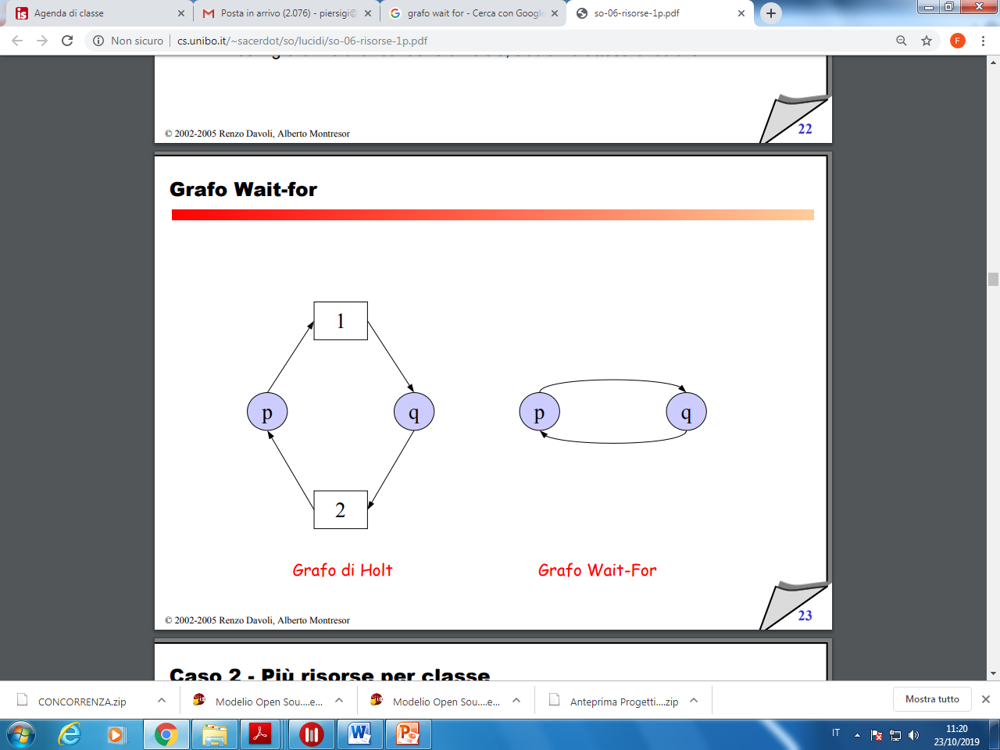 Agenda di classe
Posta in arrivo (2.076) - piersigi@
grafo wait for - Cerca con Google
so-06-risorse-1p.pdf
Non sicuro
cs.unibo.it/~sacerdot/so/lucidi/so-06-risorse-1p.pdf
© 2002-2005 Renzo Davoli, Alberto Montresor
22
Grafo Wait-for
1
p
q
p
q
2
Grafo di Holt
Grafo Wait-For
© 2002-2005 Renzo Davoli, Alberto Montresor
23
Caso 2 - Più risorse per classe
CONCORRENZA.zip
Modelio Open Sou....e...
Modelio Open Sou....e...
Anteprima Progetti....zip
Mostra tutto
IT
11:20
23/10/2019